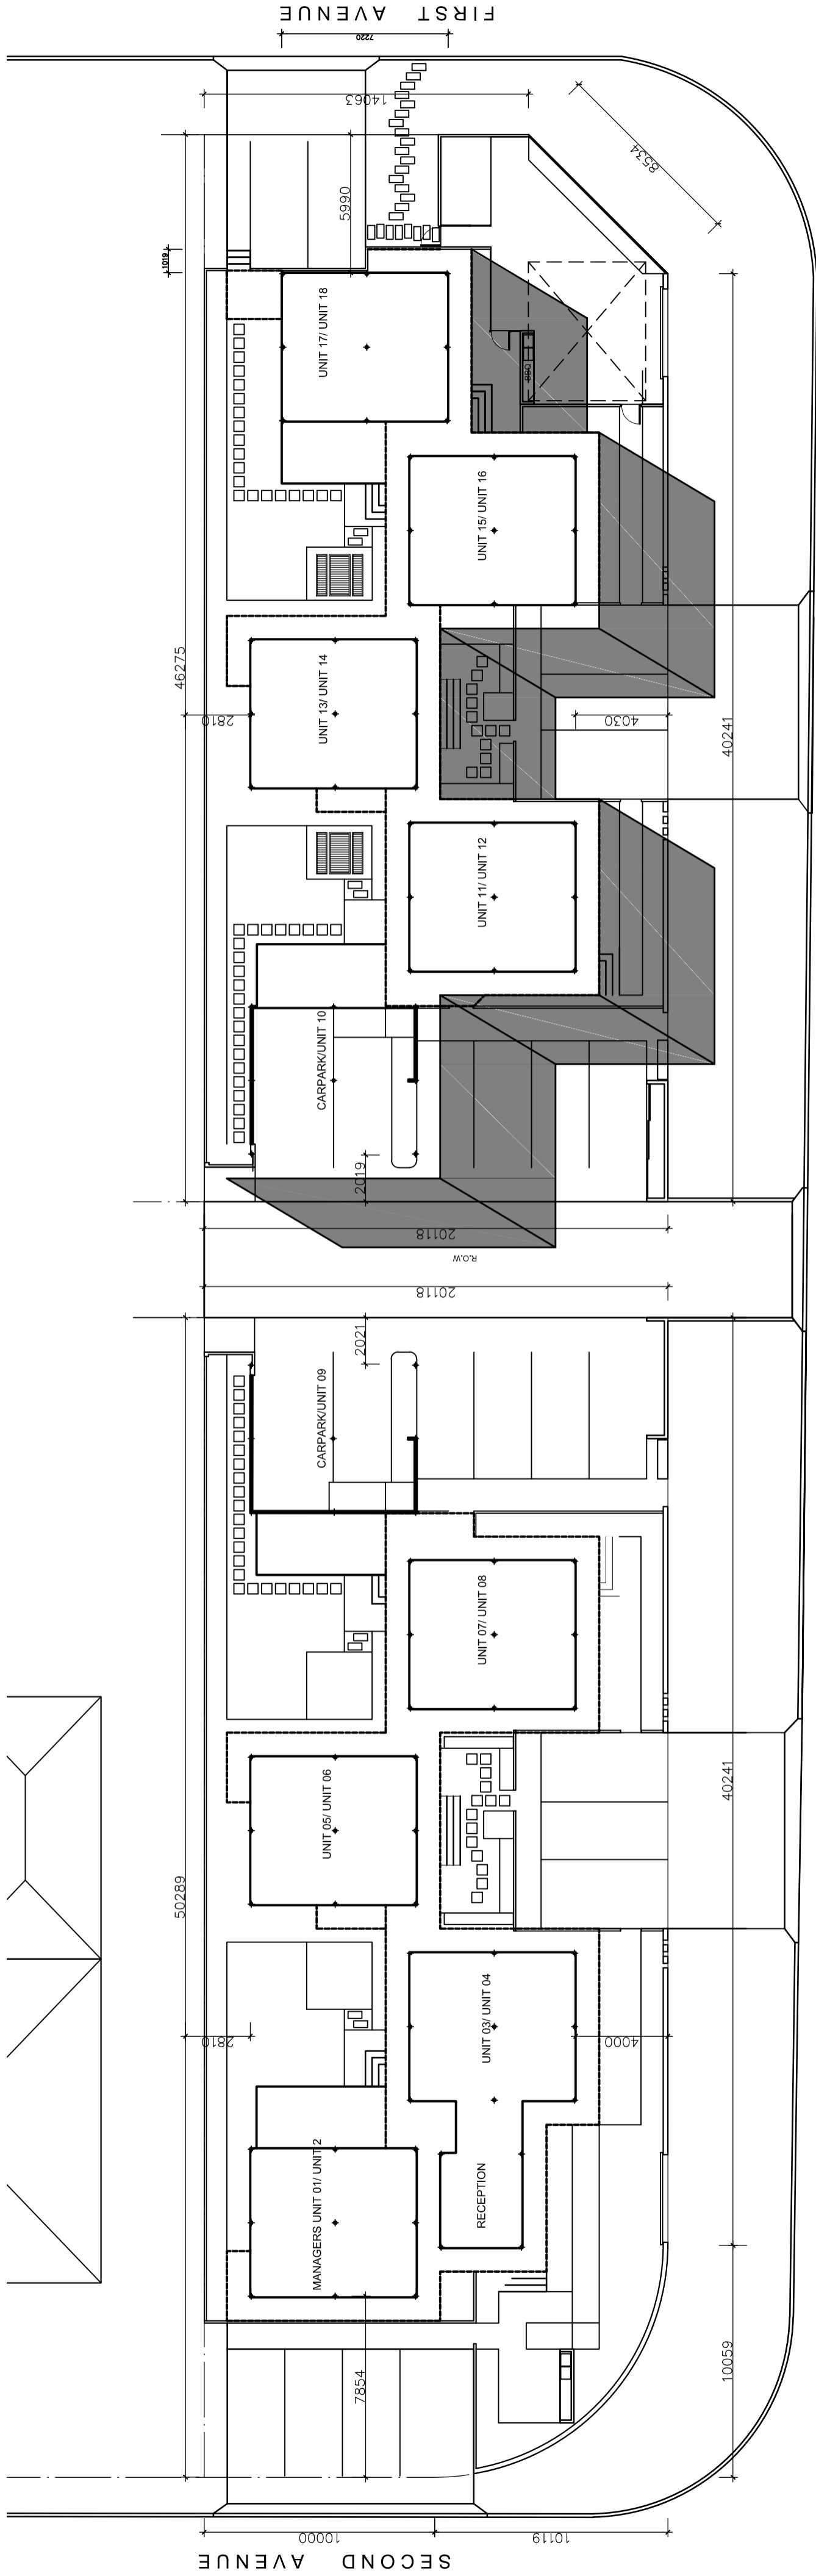 FIRST AVENUE
7220
14063
8534
5990
1019
UNIT 17/ UNIT 18
880
UNIT 15/ UNIT 16
46275
2810
UNIT 13/ UNIT 14
4030
40241
UNIT 11/ UNIT 12
CARPARK/UNIT 10
2019
20118
R.O.W
20118
2021
CARPARK/UNIT 09
UNIT 07/ UNIT 08
40241
UNIT 05/ UNIT 06
50289
UNIT 03/ UNIT 04
2810
4000
MANAGERS UNIT 01/ UNIT 2
RECEPTION
7854
10059
10000
10119
SECOND AVENUE